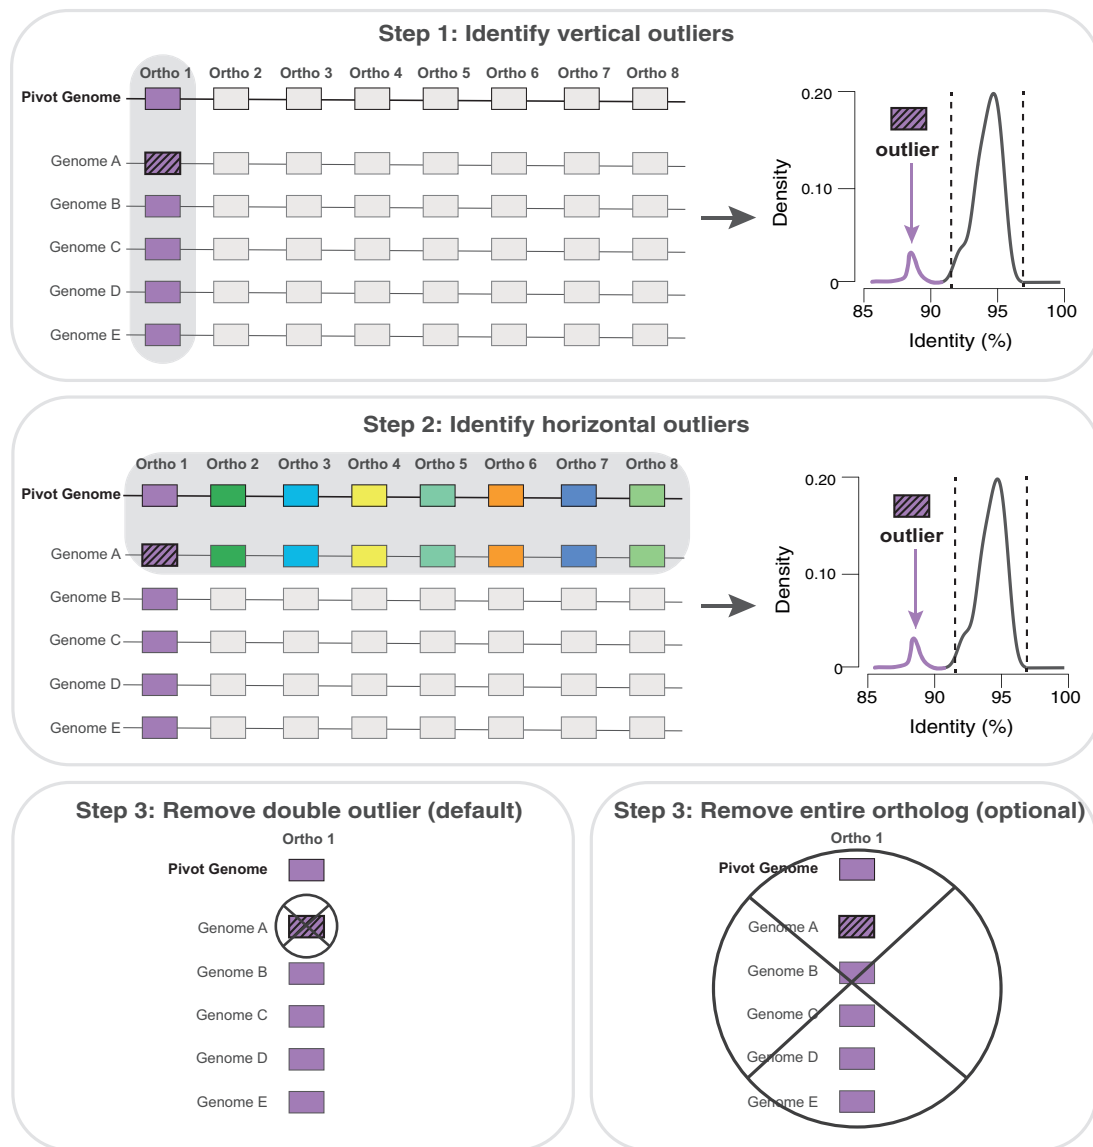 Step 1: Identify vertical outliers
Ortho 1 Ortho 2 Ortho 3 Ortho 4 Ortho 5 Ortho 6 Ortho 7 Ortho 8
Pivot Genome
Genome A
Genome B
Genome C
Genome D
Genome E
0.20
0.10
0
Density
outlier
85 90 95 100
Identity (%)
Step 2: Identify horizontal outliers
Ortho 1 Ortho 2 Ortho 3 Ortho 4 Ortho 5 Ortho 6 Ortho 7 Ortho 8
Pivot Genome
Genome A
Genome B
Genome C
Genome D
Genome E
0.20
0.10
0
Density
outlier
85 90 95 100
Identity (%)
Step 3: Remove double outlier (default)
Ortho 1
Pivot Genome
Genome A
Genome B
Genome C
Genome D
Genome E
Step 3: Remove entire ortholog (optional)
Ortho 1
Pivot Genome
Genome A
Genome B
Genome C
Genome D
Genome E